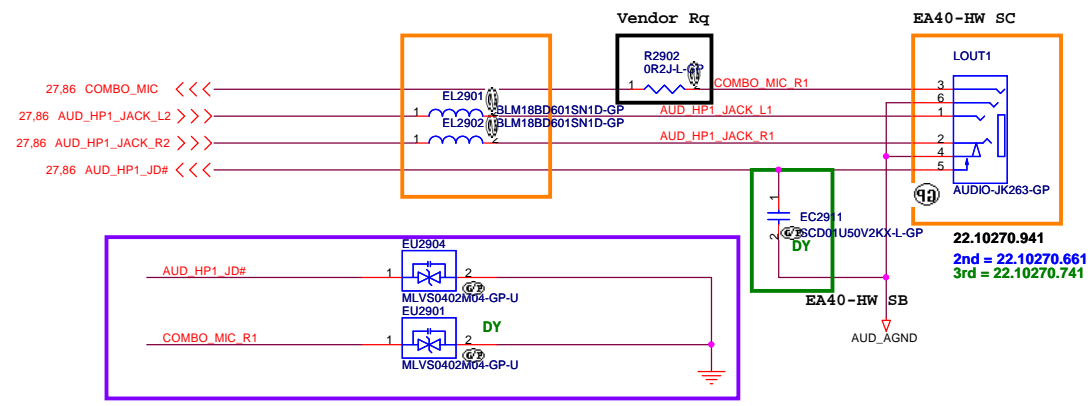 Vendor Rq
EA40-HW SC
R2902
0R2J-L-GP
LOUT1
27,86 COMBO_MIC
1
2
COMBO_MIC_R1
3
EL2901
6
27,86 AUD_HP1_JACK_L2
1
2
BLM18BD601SN1D-GP
AUD_HP1_JACK_L1
1
EL2902
BLM18BD601SN1D-GP
27,86 AUD_HP1_JACK_R2
1
2
AUD_HP1_JACK_R1
2
4
27,86 AUD_HP1_JD#
5
AUDIO-JK263-GP
GP
1
EC2911
SCD01U50V2KX-L-GP
2
DY
22.10270.941
2nd = 22.10270.661
3rd = 22.10270.741
EA40-HW SB
AUD_AGND
EU2904
AUD_HP1_JD#
1
2
MLVS0402M04-GP-U
EU2901
DY
COMBO_MIC_R1
1
2
MLVS0402M04-GP-U